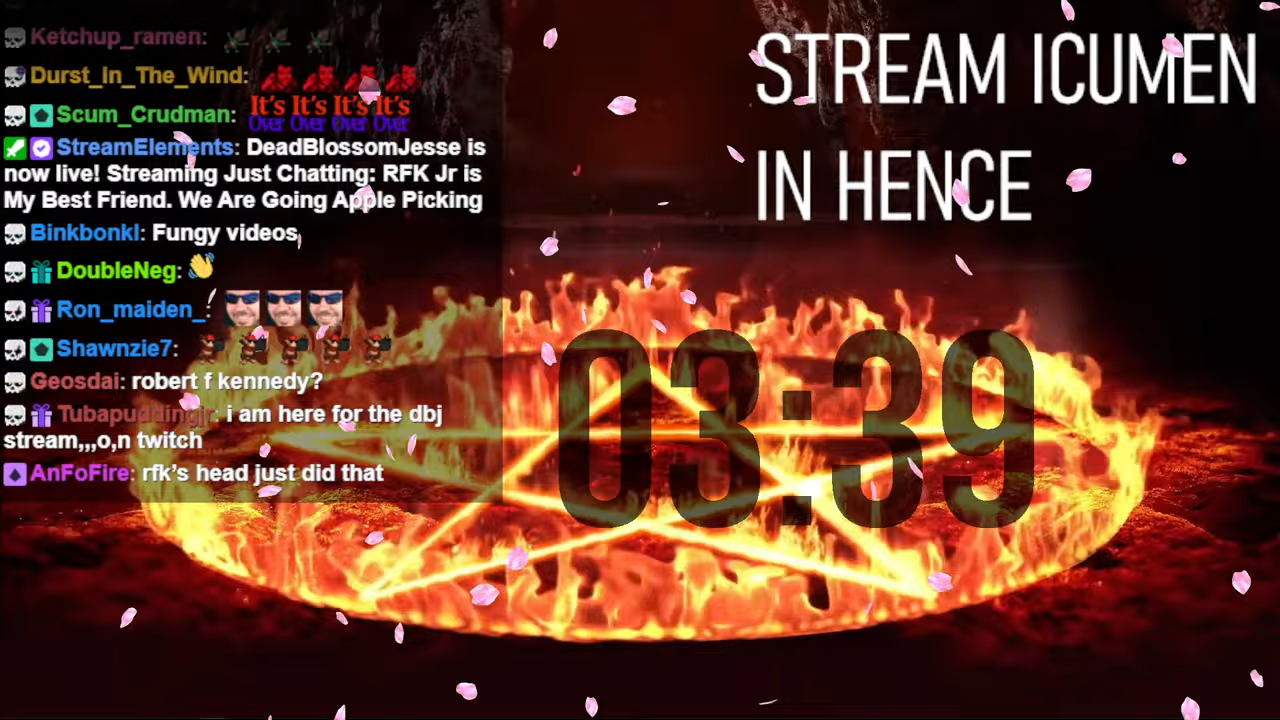 Ketchup_ramen:
Durst_In_The_Wind:
Scum_Crudman: It's It's It's It's
Over Over Over Over
StreamElements: DeadBlossomJesse is
now live! Streaming Just Chatting: RFK Jr is
My Best Friend. We Are Going Apple Picking
Binkbonkl: Fungy videos
DoubleNeg: 👋
Ron_maiden_:
Shawnzie7:
Geosdai: robert f kennedy?
Tubapuddingjr: i am here for the dbj
stream,,,o,n twitch
AnFoFire: rfk's head just did that
STREAM ICUMEN
IN HENCE
03:39